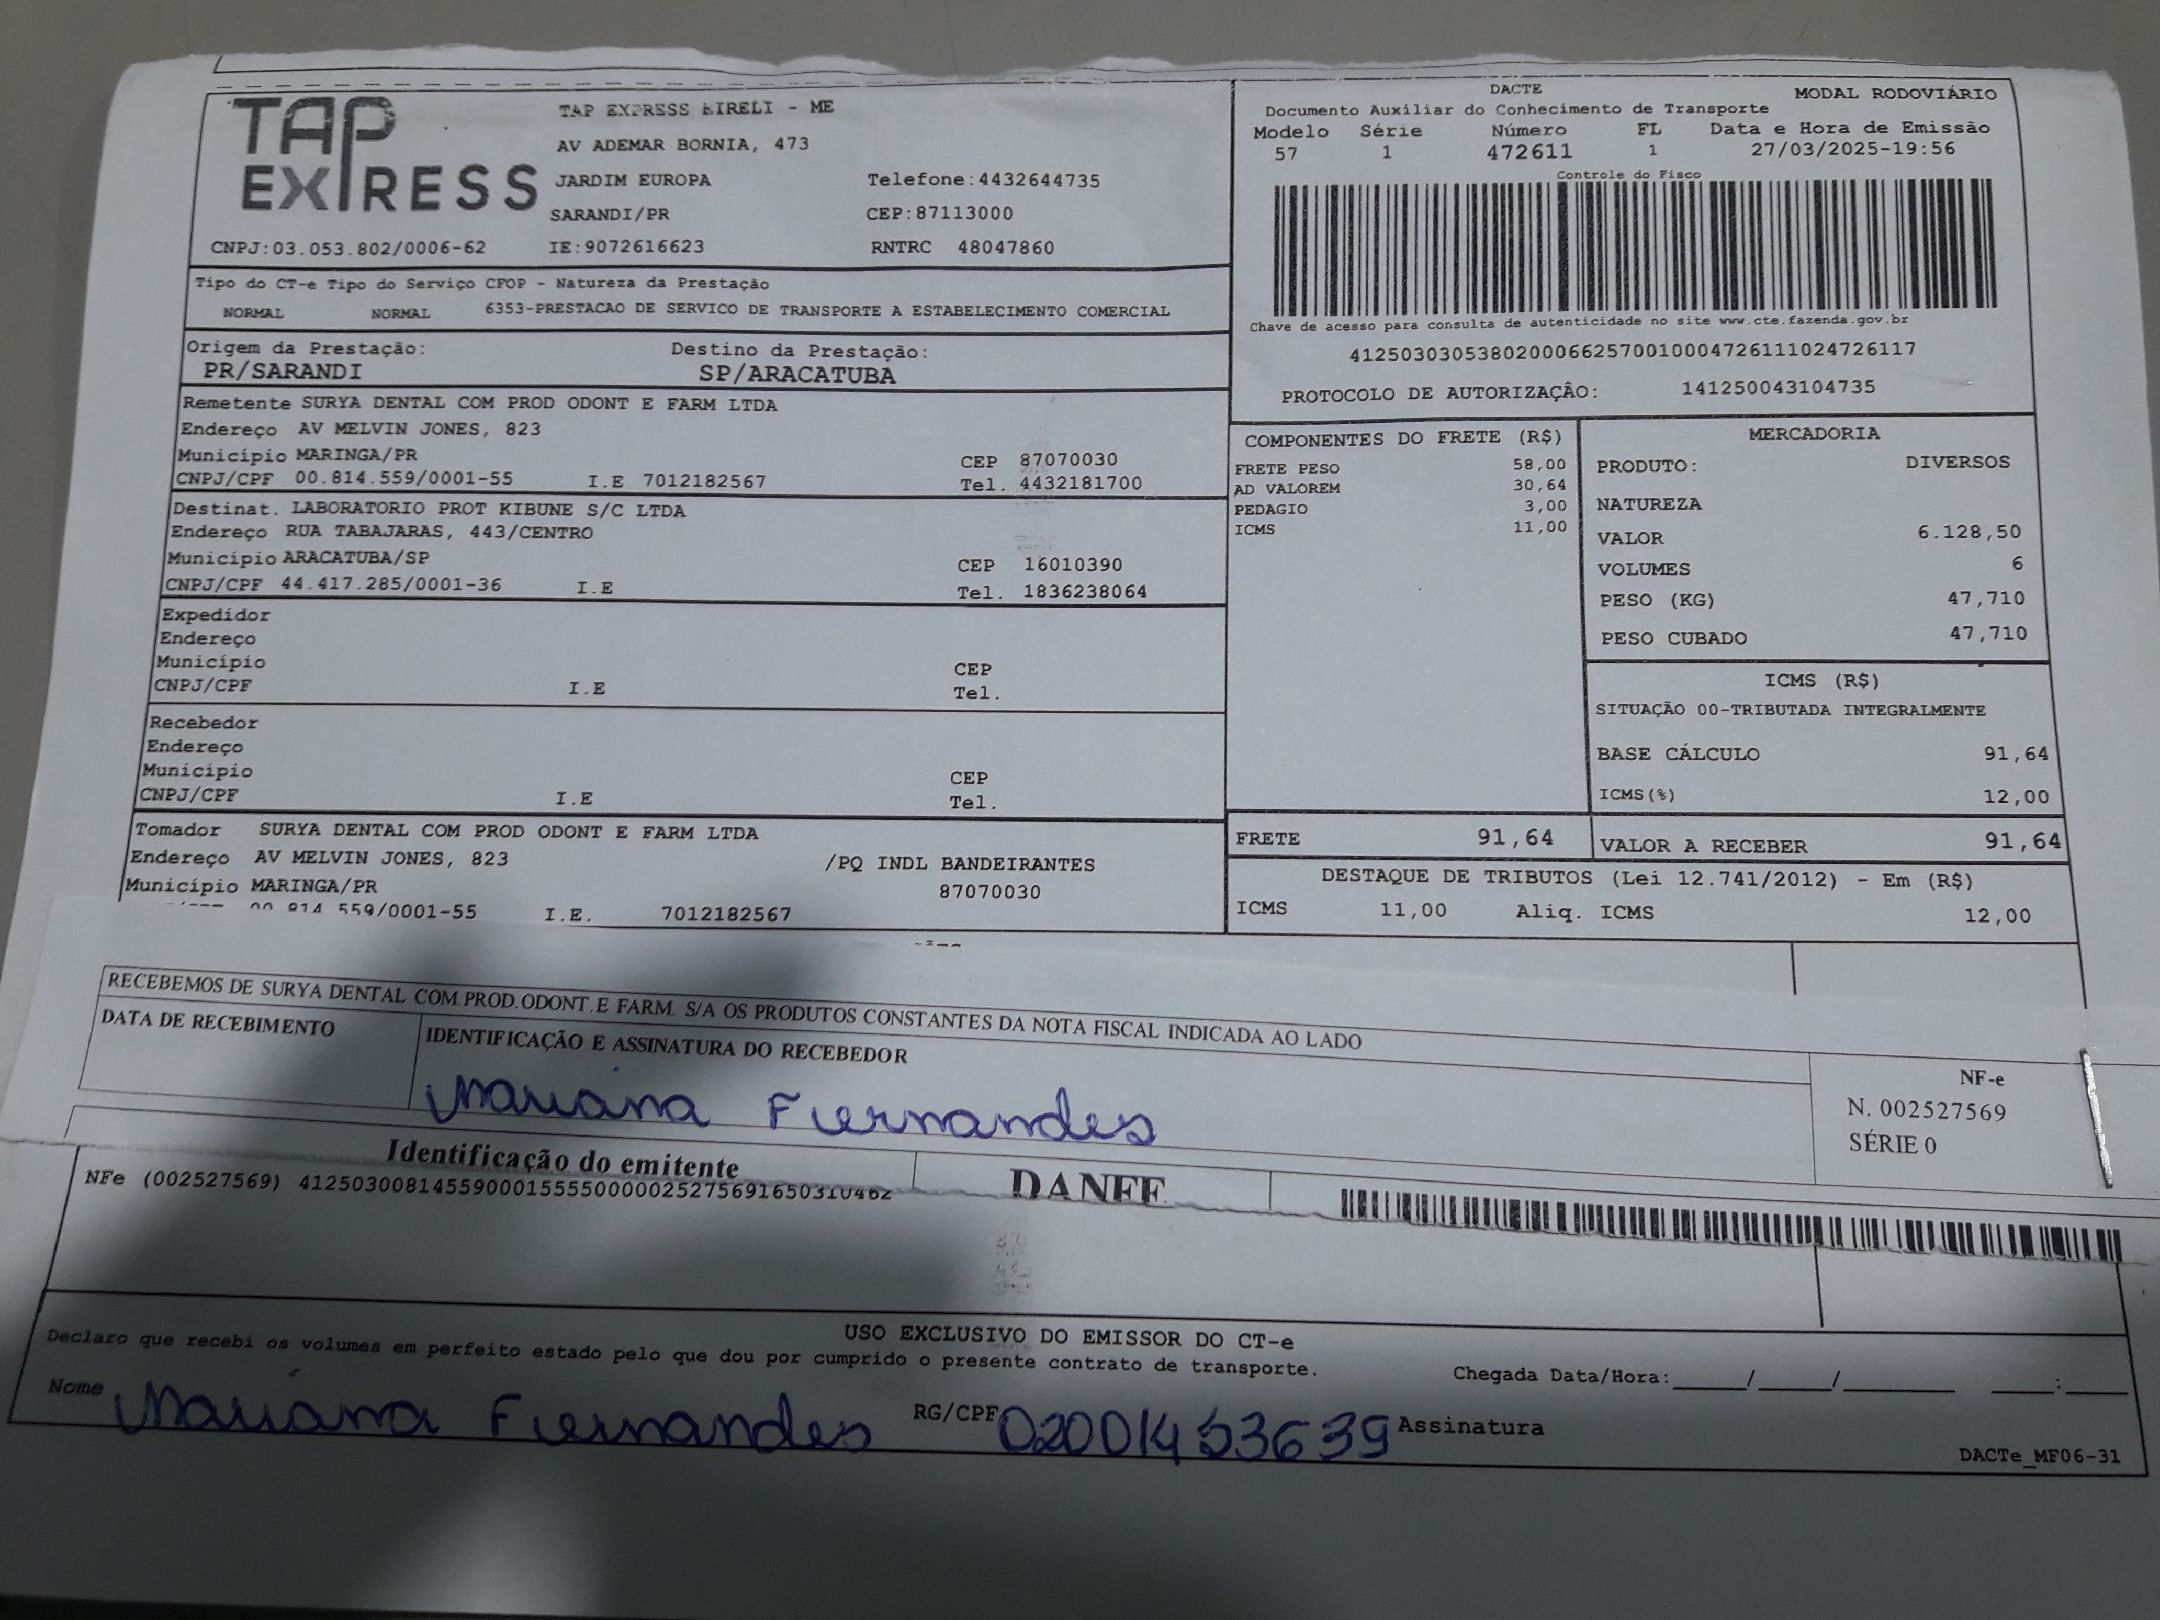 TAP EXPRESS
TAP EXPRESS EIRELI - ME
AV ADEMAR BORNIA, 473
JARDIM EUROPA Telefone:4432644735
SARANDI/PR CEP:87113000
CNPJ:03.053.802/0006-62 IE:9072616623 RNTRC 48047860
DACTE MODAL RODOVIÁRIO
Documento Auxiliar do Conhecimento de Transporte
Modelo Série Número FL Data e Hora de Emissão
57 1 472611 1 27/03/2025-19:56
Controle do Fisco
Chave de acesso para consulta de autenticidade no site www.cte.fazenda.gov.br
41250303053802000662570010004726111024726117
PROTOCOLO DE AUTORIZAÇÂO: 141250043104735
Tipo do CT-e Tipo do Serviço CFOP - Natureza da Prestação
NORMAL NORMAL 6353-PRESTACAO DE SERVICO DE TRANSPORTE A ESTABELECIMENTO COMERCIAL
Origem da Prestação: Destino da Prestação:
PR/SARANDI SP/ARACATUBA
Remetente SURYA DENTAL COM PROD ODONT E FARM LTDA
Endereço AV MELVIN JONES, 823
Município MARINGA/PR CEP 87070030
CNPJ/CPF 00.814.559/0001-55 I.E 7012182567 Tel. 4432181700
Destinat. LABORATORIO PROT KIBUNE S/C LTDA
Endereço RUA TABAJARAS, 443/CENTRO
Município ARACATUBA/SP CEP 16010390
CNPJ/CPF 44.417.285/0001-36 I.E Tel. 1836238064
Expedidor
Endereço
Município CEP
CNPJ/CPF I.E Tel.
Recebedor
Endereço
Município CEP
CNPJ/CPF I.E Tel.
Tomador SURYA DENTAL COM PROD ODONT E FARM LTDA
Endereço AV MELVIN JONES, 823 /PQ INDL BANDEIRANTES
Município MARINGA/PR 87070030
00.814.559/0001-55 I.E. 7012182567
COMPONENTES DO FRETE (R$)
FRETE PESO 58,00
AD VALOREM 30,64
PEDAGIO 3,00
ICMS 11,00
MERCADORIA
PRODUTO: DIVERSOS
NATUREZA
VALOR 6.128,50
VOLUMES 6
PESO (KG) 47,710
PESO CUBADO 47,710
ICMS (R$)
SITUAÇÃO 00-TRIBUTADA INTEGRALMENTE
BASE CÁLCULO 91,64
ICMS(%) 12,00
FRETE 91,64 VALOR A RECEBER 91,64
DESTAQUE DE TRIBUTOS (Lei 12.741/2012) - Em (R$)
ICMS 11,00 Aliq. ICMS 12,00
RECEBEMOS DE SURYA DENTAL COM.PROD.ODONT.E FARM. S/A OS PRODUTOS CONSTANTES DA NOTA FISCAL INDICADA AO LADO
DATA DE RECEBIMENTO IDENTIFICAÇÃO E ASSINATURA DO RECEBEDOR
Mariana Fernandes
NF-e
N. 002527569
SÉRIE 0
Identificação do emitente DANFE
NFe (002527569) 41250300814559000155550000025275691650310462
USO EXCLUSIVO DO EMISSOR DO CT-e
Declaro que recebi os volumes em perfeito estado pelo que dou por cumprido o presente contrato de transporte.
Chegada Data/Hora:____/____/______ ____:____
Nome Mariana Fernandes RG/CPF 02001453639 Assinatura
DACTe_MF06-31